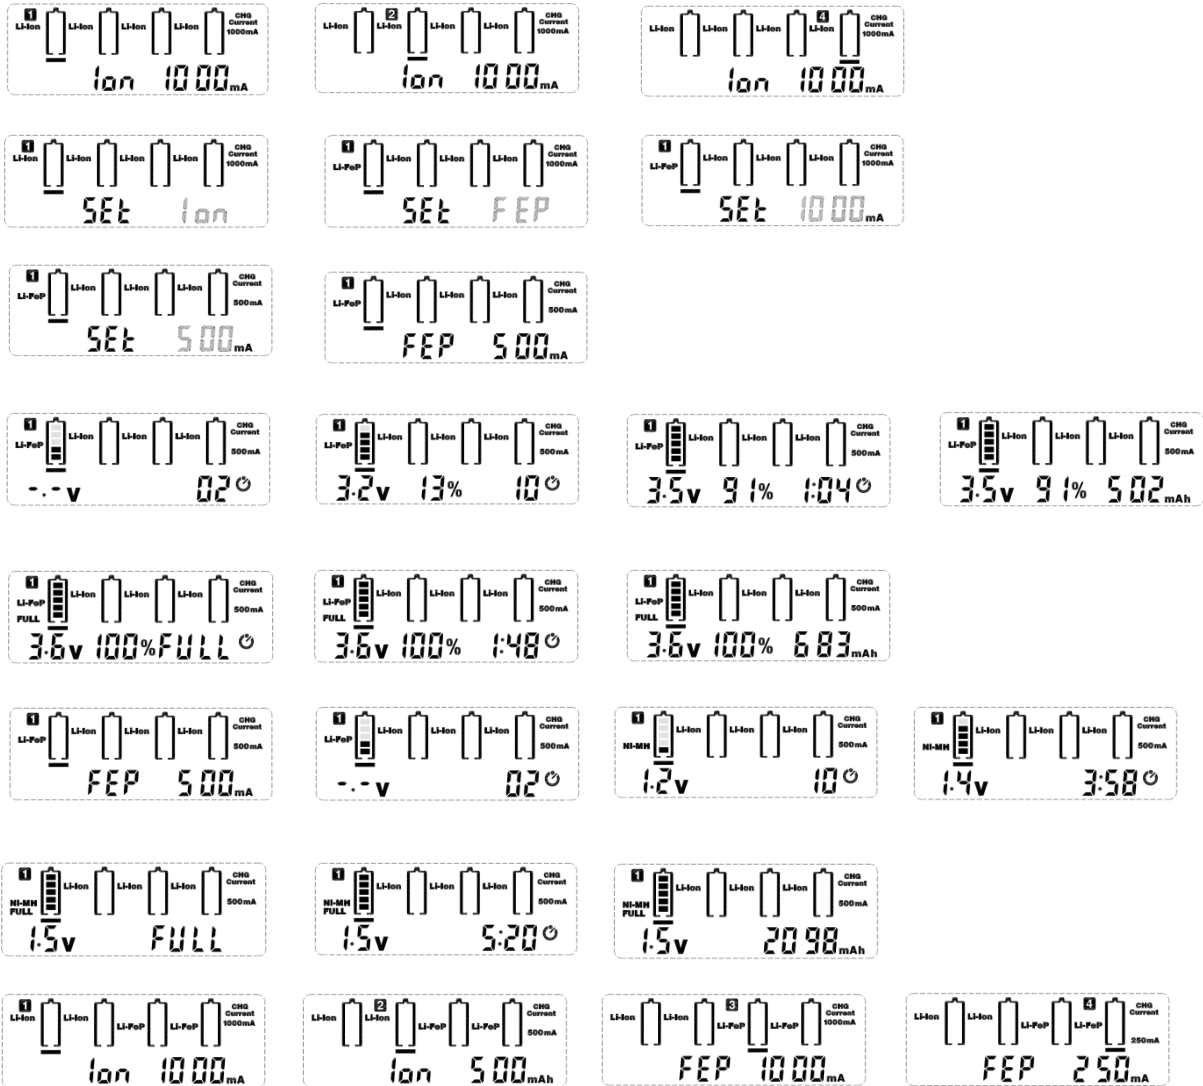 1 CHG
Current
Li-Ion Li-Ion Li-Ion Li-Ion 1000mA
Ion 1000mA
2 CHG
Current
Li-Ion Li-Ion Li-Ion Li-Ion 1000mA
Ion 1000mA
4 CHG
Current
Li-Ion Li-Ion Li-Ion Li-Ion 1000mA
Ion 1000mA
1 CHG
Current
Li-Ion Li-Ion Li-Ion Li-Ion 1000mA
SEt Ion
1 CHG
Current
Li-FeP Li-Ion Li-Ion Li-Ion 1000mA
SEt FEP
1 CHG
Current
Li-FeP Li-Ion Li-Ion Li-Ion 1000mA
SEt 1000mA
1 CHG
Current
Li-FeP Li-Ion Li-Ion Li-Ion 500mA
SEt 500mA
1 CHG
Current
Li-FeP Li-Ion Li-Ion Li-Ion 500mA
FEP 500mA
1 CHG
Current
Li-FeP Li-Ion Li-Ion Li-Ion 500mA
-.-v 02
1 CHG
Current
Li-FeP Li-Ion Li-Ion Li-Ion 500mA
3.2v 13% 10
1 CHG
Current
Li-FeP Li-Ion Li-Ion Li-Ion 500mA
3.5v 91% 1:04
1 CHG
Current
Li-FeP Li-Ion Li-Ion Li-Ion 500mA
3.5v 91% 502mAh
1 CHG
Current
Li-FeP Li-Ion Li-Ion Li-Ion 500mA
FULL
3.6v 100% FULL
1 CHG
Current
Li-FeP Li-Ion Li-Ion Li-Ion 500mA
FULL
3.6v 100% 1:48
1 CHG
Current
Li-FeP Li-Ion Li-Ion Li-Ion 500mA
FULL
3.6v 100% 683mAh
1 CHG
Current
Li-FeP Li-Ion Li-Ion Li-Ion 500mA
FEP 500mA
1 CHG
Current
Li-FeP Li-Ion Li-Ion Li-Ion 500mA
-.-v 02
1 CHG
Current
NI-MH Li-Ion Li-Ion Li-Ion 500mA
1.2v 10
1 CHG
Current
NI-MH Li-Ion Li-Ion Li-Ion 500mA
1.4v 3:58
1 CHG
Current
NI-MH Li-Ion Li-Ion Li-Ion 500mA
FULL
1.5v FULL
1 CHG
Current
NI-MH Li-Ion Li-Ion Li-Ion 500mA
FULL
1.5v 5:20
1 CHG
Current
NI-MH Li-Ion Li-Ion Li-Ion 500mA
FULL
1.5v 2098mAh
1 CHG
Current
Li-Ion Li-Ion Li-FeP Li-FeP 1000mA
Ion 1000mA
2 CHG
Current
Li-Ion Li-Ion Li-FeP Li-FeP 500mA
Ion 500mAh
3 CHG
Current
Li-Ion Li-Ion Li-FeP Li-FeP 1000mA
FEP 1000mA
4 CHG
Current
Li-Ion Li-Ion Li-FeP Li-FeP 250mA
FEP 250mA